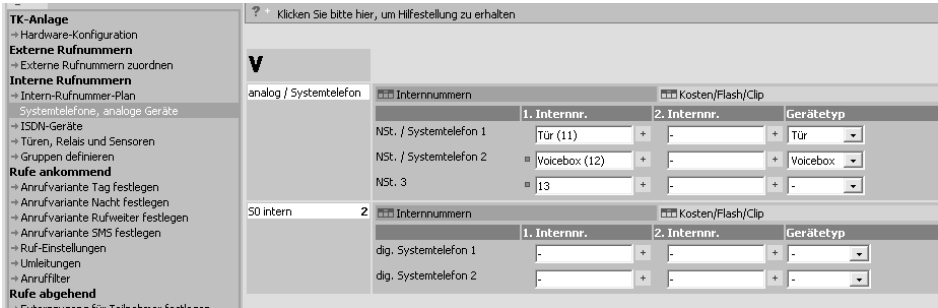 TK-Anlage
Hardware-Konfiguration
Externe Rufnummern
Externe Rufnummern zuordnen
Interne Rufnummern
Intern-Rufnummer-Plan
Systemtelefone, analoge Geräte
ISDN-Geräte
Türen, Relais und Sensoren
Gruppen definieren
Rufe ankommend
Anrufvariante Tag festlegen
Anrufvariante Nacht festlegen
Anrufvariante Rufweiter festlegen
Anrufvariante SMS festlegen
Ruf-Einstellungen
Umleitungen
Anruffilter
Rufe abgehend
? Klicken Sie bitte hier, um Hilfestellung zu erhalten
V
analog / Systemtelefon Internnummern Kosten/Flash/Clip
1. Internnr. 2. Internnr. Gerätetyp
NSt. / Systemtelefon 1 Tür (11) + - + Tür
NSt. / Systemtelefon 2 Voicebox (12) + - + Voicebox
NSt. 3 13 + - + -
S0 intern 2 Internnummern Kosten/Flash/Clip
1. Internnr. 2. Internnr. Gerätetyp
dig. Systemtelefon 1 - + - + -
dig. Systemtelefon 2 - + - + -